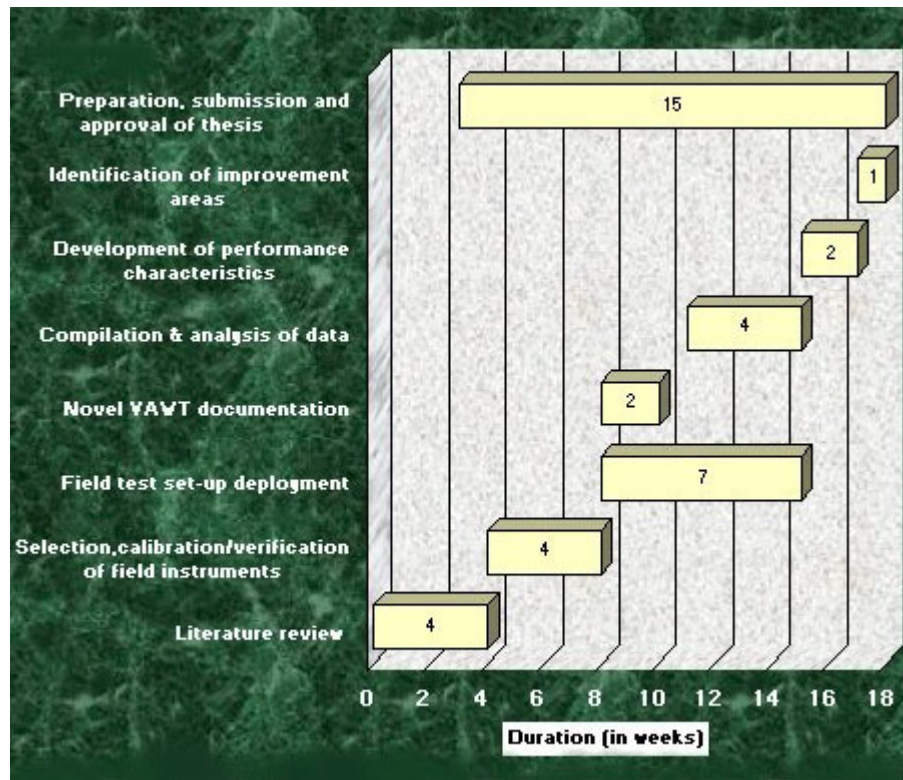 Preparation, submission and
approval of thesis
15
Identification of improvement
areas
1
Development of performance
characteristics
2
Compilation & analysis of data
4
Novel VAWT documentation
2
Field test set-up deployment
7
Selection,calibration/verification
of field instruments
4
Literature review
4
0 2 4 6 8 10 12 14 16 18
Duration (in weeks)